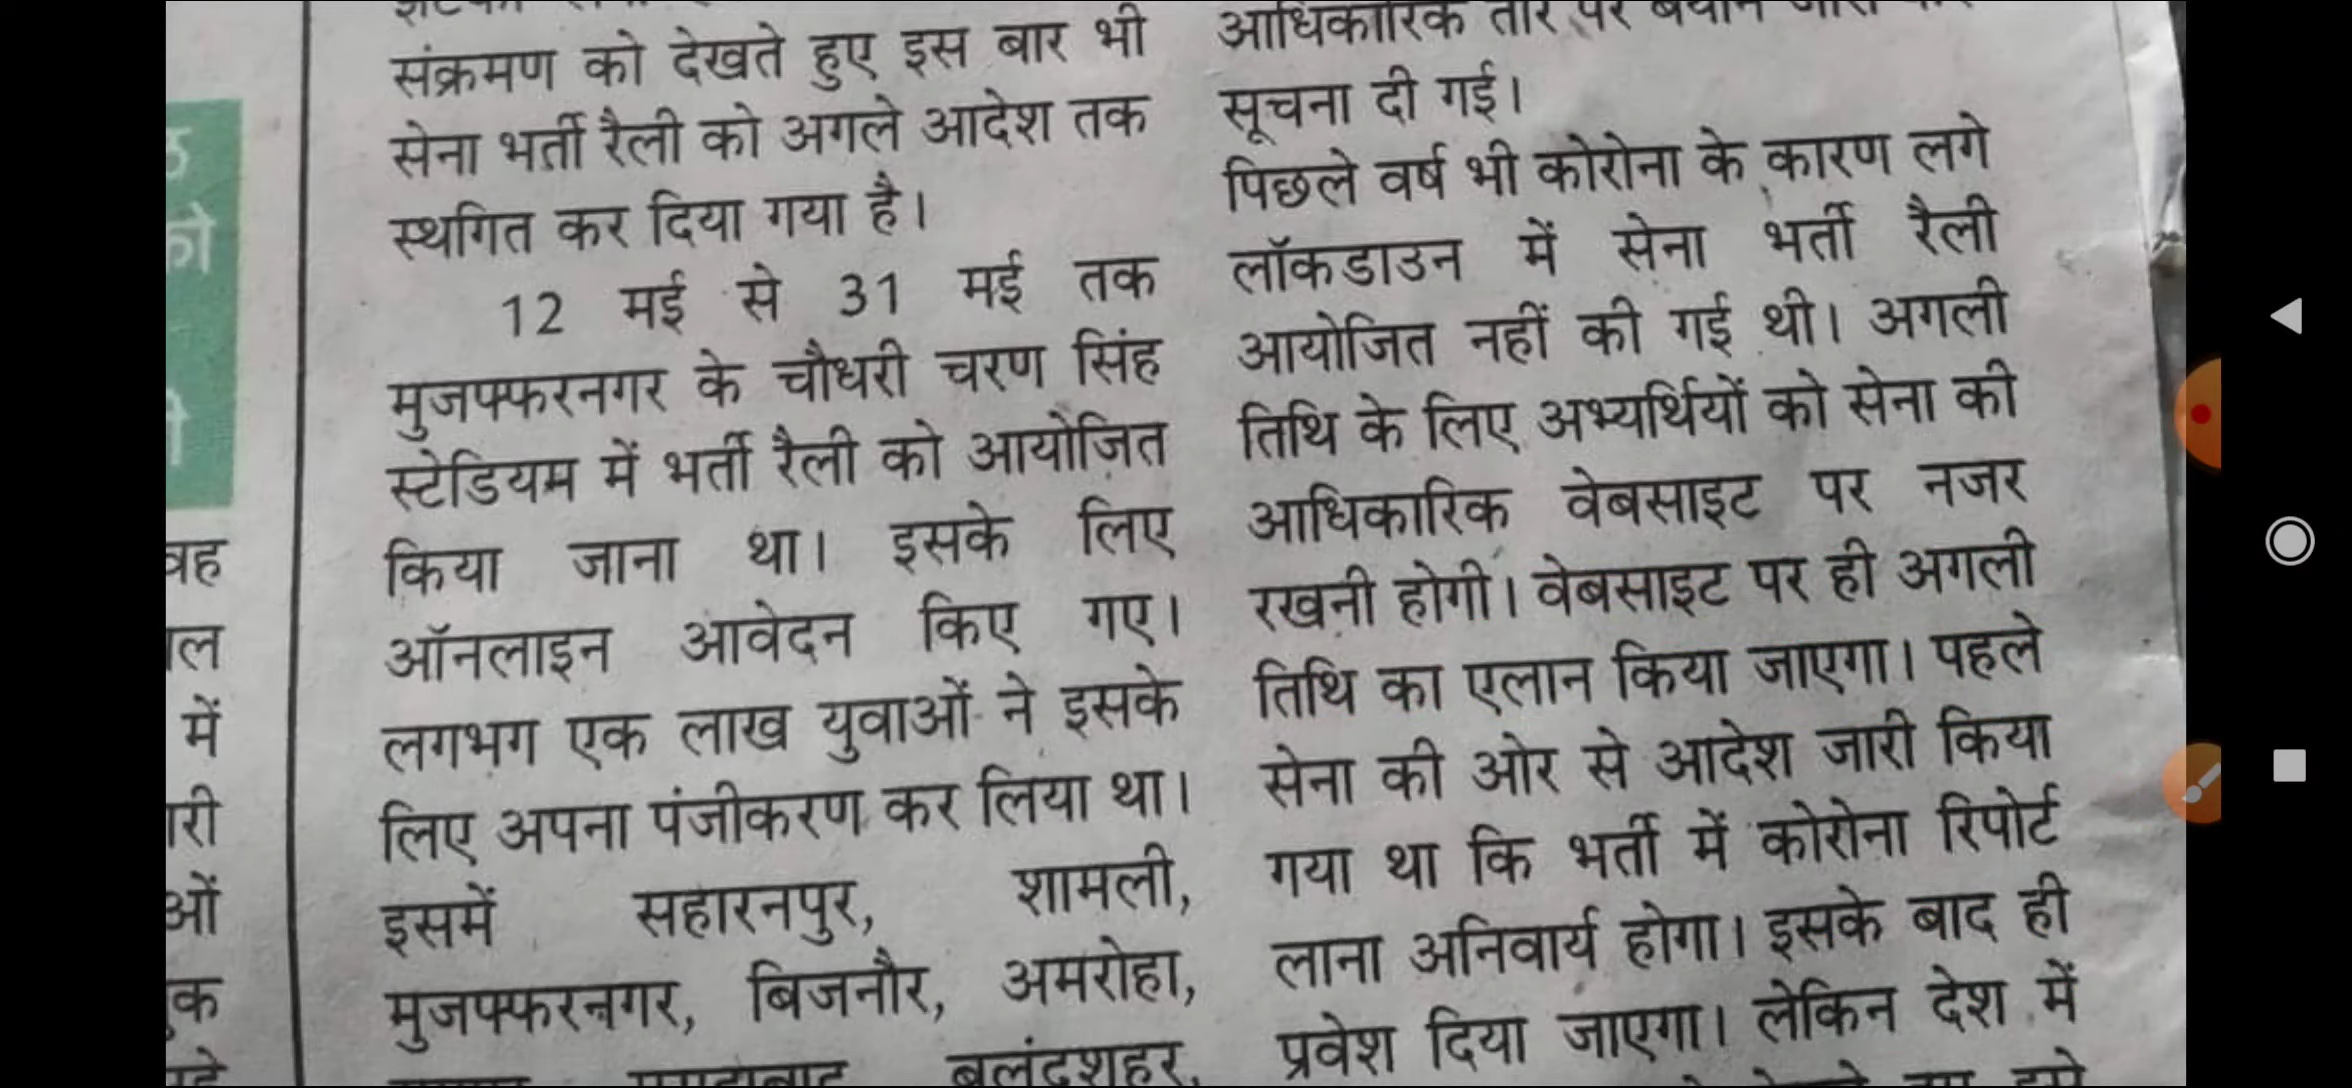 संक्रमण को देखते हुए इस बार भी
सेना भर्ती रैली को अगले आदेश तक
स्थगित कर दिया गया है।
12 मई से 31 मई तक
मुजफ्फरनगर के चौधरी चरण सिंह
स्टेडियम में भर्ती रैली को आयोजित
किया जाना था। इसके लिए
ऑनलाइन आवेदन किए गए।
लगभग एक लाख युवाओं ने इसके
लिए अपना पंजीकरण कर लिया था।
इसमें सहारनपुर, शामली,
मुजफ्फरनगर, बिजनौर, अमरोहा,
बुलंदशहर,
आधिकारिक तौर पर बयान
सूचना दी गई।
पिछले वर्ष भी कोरोना के कारण लगे
लॉकडाउन में सेना भर्ती रैली
आयोजित नहीं की गई थी। अगली
तिथि के लिए अभ्यर्थियों को सेना की
आधिकारिक वेबसाइट पर नजर
रखनी होगी। वेबसाइट पर ही अगली
तिथि का एलान किया जाएगा। पहले
सेना की ओर से आदेश जारी किया
गया था कि भर्ती में कोरोना रिपोर्ट
लाना अनिवार्य होगा। इसके बाद ही
प्रवेश दिया जाएगा। लेकिन देश में